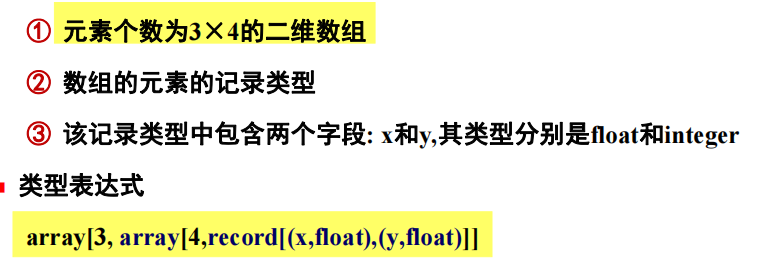 ① 元素个数为3×4的二维数组
② 数组的元素的记录类型
③ 该记录类型中包含两个字段: x和y,其类型分别是float和integer
类型表达式
array[3, array[4,record[(x,float),(y,float)]]